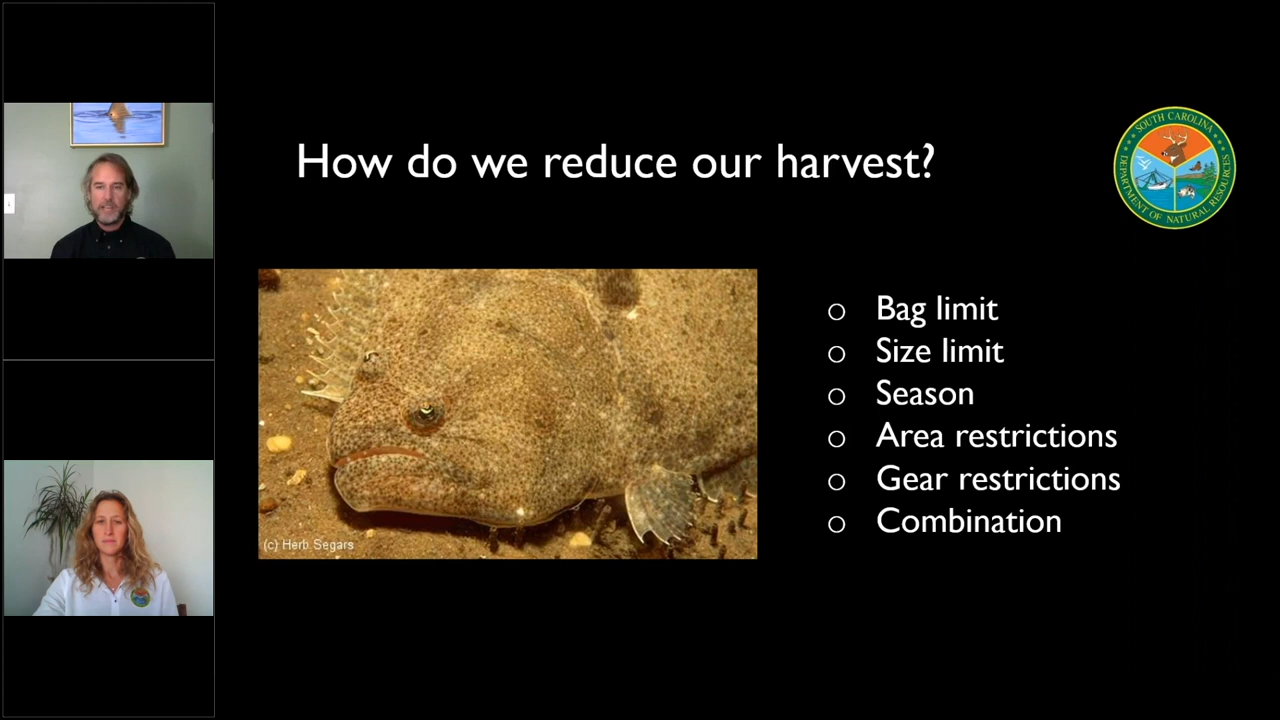 How do we reduce our harvest?
SOUTH CAROLINA
DEPARTMENT OF NATURAL RESOURCES
Bag limit
Size limit
Season
Area restrictions
Gear restrictions
Combination
(c) Herb Segars